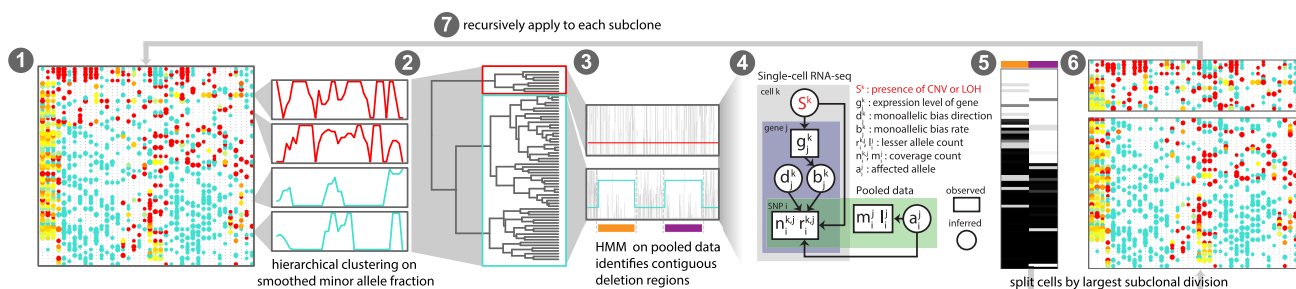 7 recursively apply to each subclone
1
2
3
4
5
6
hierarchical clustering on
smoothed minor allele fraction
HMM on pooled data
identifies contiguous
deletion regions
Single-cell RNA-seq
cell k
S^k
gene j
g_j^k
d_j^k b_j^k
SNP i
n_i^{k,j} r_i^{k,j}
S^k : presence of CNV or LOH
g_j^k : expression level of gene
d_j^k : monoallelic bias direction
b_j^k : monoallelic bias rate
r_i^{k,j} l_i^j : lesser allele count
n_i^{k,j} m_i^j : coverage count
a_i^j : affected allele
Pooled data
m_i^j l_i^j
a_i^j
observed
inferred
split cells by largest subclonal division